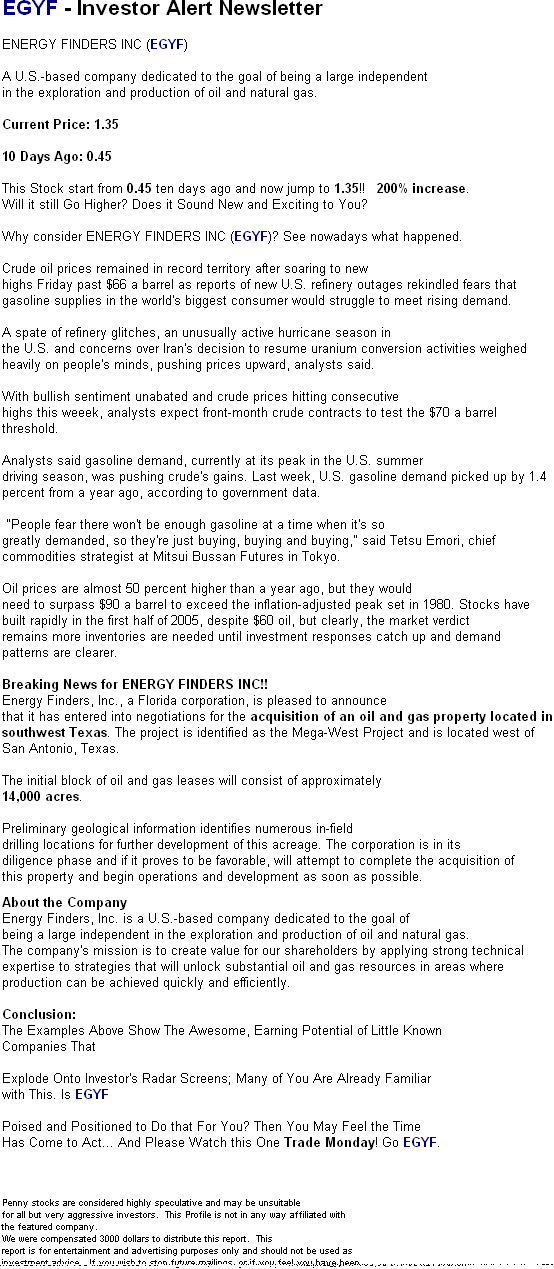 EGYF - Investor Alert Newsletter
ENERGY FINDERS INC (EGYF)
A U.S.-based company dedicated to the goal of being a large independent
in the exploration and production of oil and natural gas.
Current Price: 1.35
10 Days Ago: 0.45
This Stock start from 0.45 ten days ago and now jump to 1.35!! 200% increase.
Will it still Go Higher? Does it Sound New and Exciting to You?
Why consider ENERGY FINDERS INC (EGYF)? See nowadays what happened.
Crude oil prices remained in record territory after soaring to new
highs Friday past $66 a barrel as reports of new U.S. refinery outages rekindled fears that
gasoline supplies in the world's biggest consumer would struggle to meet rising demand.
A spate of refinery glitches, an unusually active hurricane season in
the U.S. and concerns over Iran's decision to resume uranium conversion activities weighed
heavily on people's minds, pushing prices upward, analysts said.
With bullish sentiment unabated and crude prices hitting consecutive
highs this weeek, analysts expect front-month crude contracts to test the $70 a barrel
threshold.
Analysts said gasoline demand, currently at its peak in the U.S. summer
driving season, was pushing crude's gains. Last week, U.S. gasoline demand picked up by 1.4
percent from a year ago, according to government data.
"People fear there won't be enough gasoline at a time when it's so
greatly demanded, so they're just buying, buying and buying," said Tetsu Emori, chief
commodities strategist at Mitsui Bussan Futures in Tokyo.
Oil prices are almost 50 percent higher than a year ago, but they would
need to surpass $90 a barrel to exceed the inflation-adjusted peak set in 1980. Stocks have
built rapidly in the first half of 2005, despite $60 oil, but clearly, the market verdict
remains more inventories are needed until investment responses catch up and demand
patterns are clearer.
Breaking News for ENERGY FINDERS INC!!
Energy Finders, Inc., a Florida corporation, is pleased to announce
that it has entered into negotiations for the acquisition of an oil and gas property located in
southwest Texas. The project is identified as the Mega-West Project and is located west of
San Antonio, Texas.
The initial block of oil and gas leases will consist of approximately
14,000 acres.
Preliminary geological information identifies numerous in-field
drilling locations for further development of this acreage. The corporation is in its
diligence phase and if it proves to be favorable, will attempt to complete the acquisition of
this property and begin operations and development as soon as possible.
About the Company
Energy Finders, Inc. is a U.S.-based company dedicated to the goal of
being a large independent in the exploration and production of oil and natural gas.
The company's mission is to create value for our shareholders by applying strong technical
expertise to strategies that will unlock substantial oil and gas resources in areas where
production can be achieved quickly and efficiently.
Conclusion:
The Examples Above Show The Awesome, Earning Potential of Little Known
Companies That
Explode Onto Investor's Radar Screens; Many of You Are Already Familiar
with This. Is EGYF
Poised and Positioned to Do that For You? Then You May Feel the Time
Has Come to Act... And Please Watch this One Trade Monday! Go EGYF.
Penny stocks are considered highly speculative and may be unsuitable
for all but very aggressive investors. This Profile is not in any way affiliated with
the featured company.
We were compensated 3000 dollars to distribute this report. This
report is for entertainment and advertising purposes only and should not be used as
investment advice. If you wish to stop future mailings, or if you feel you have been